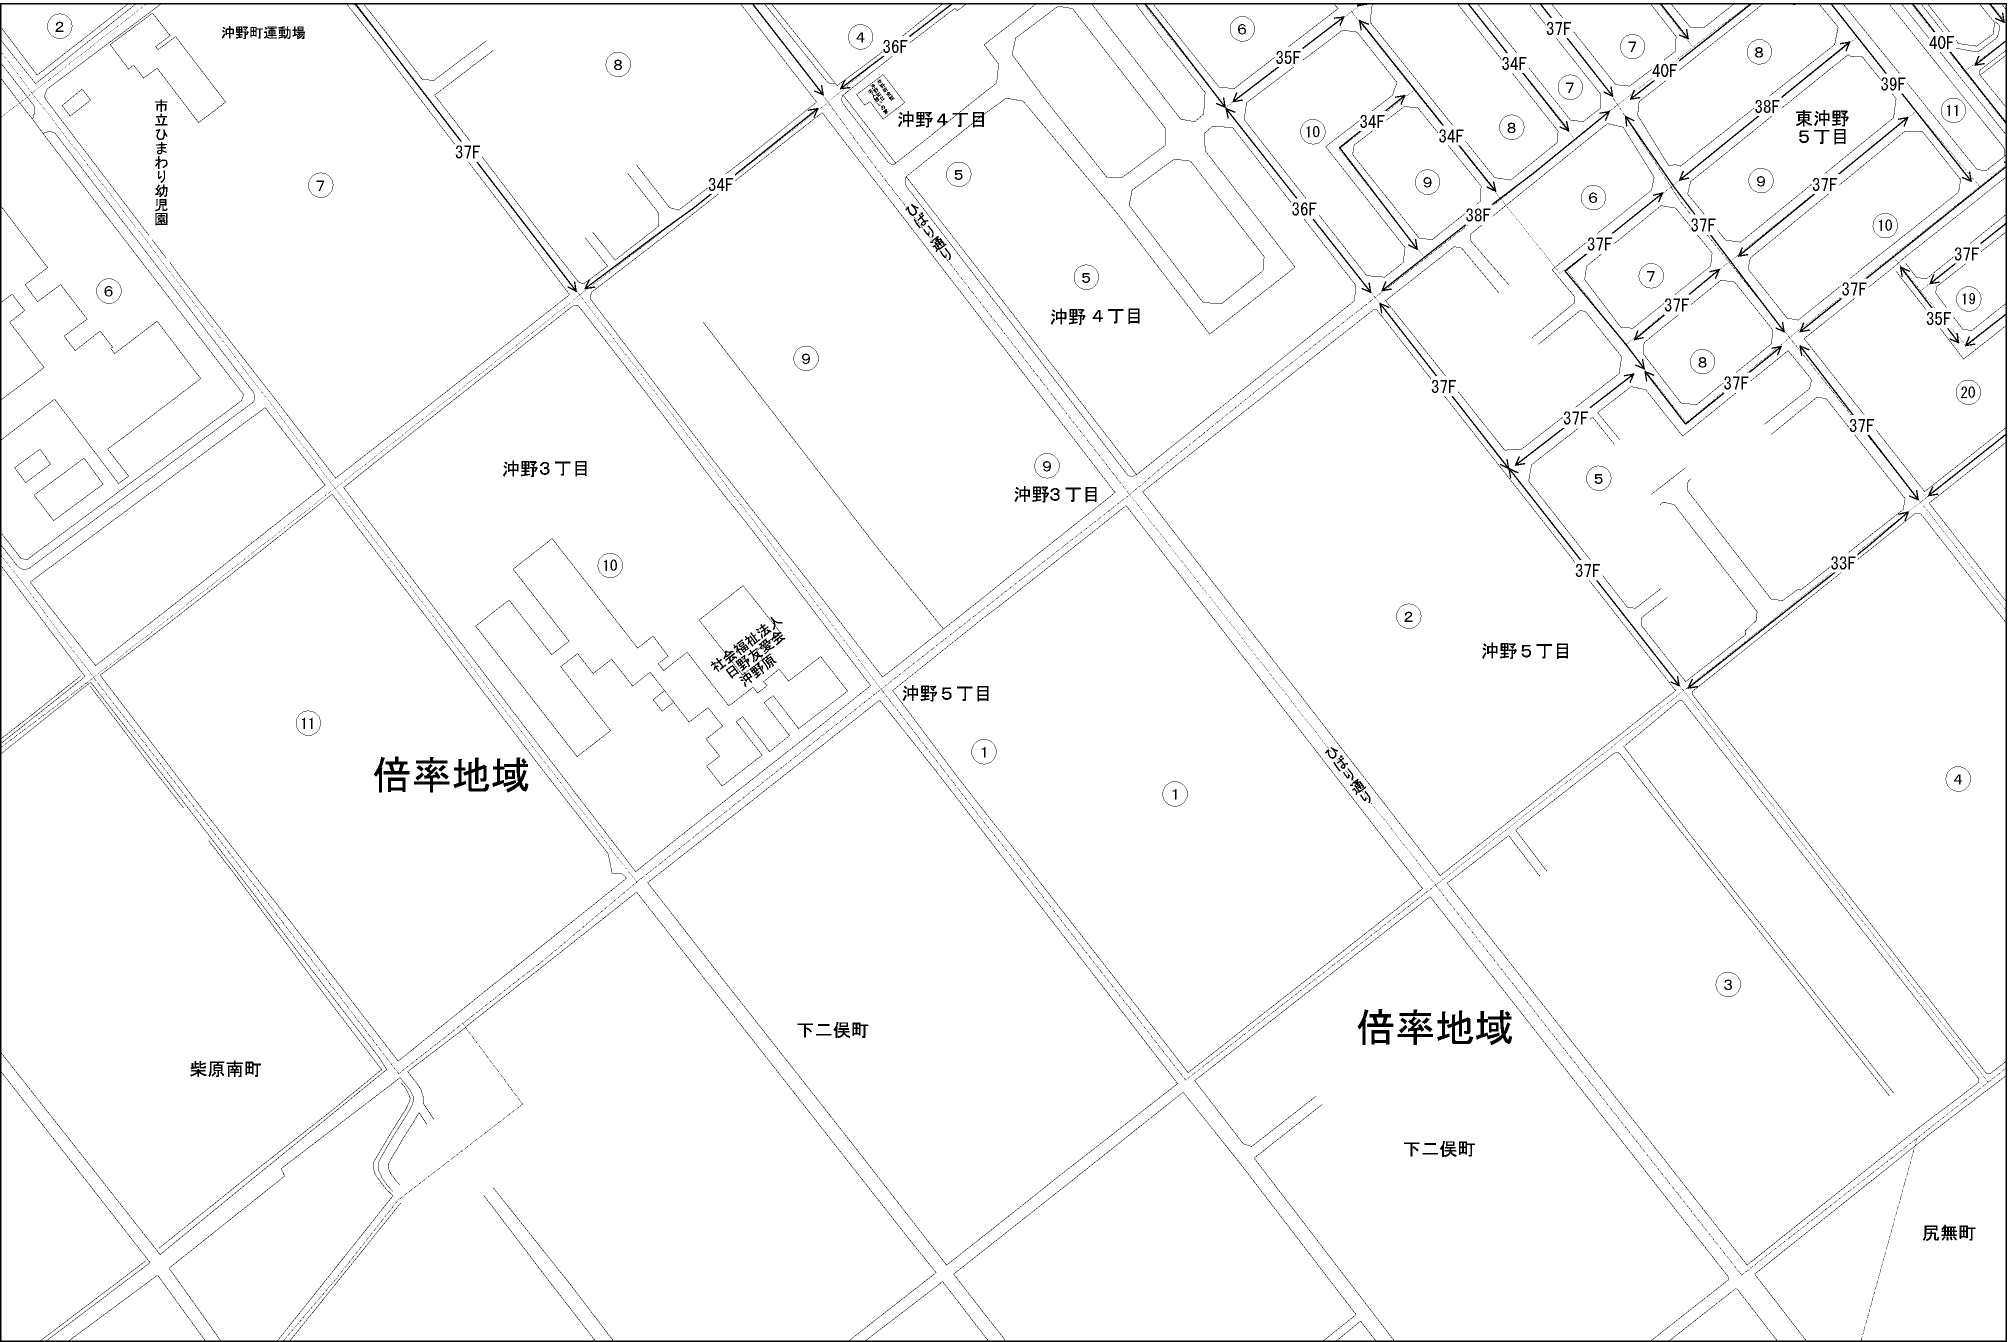 ②
沖野町運動場
④
36F
⑥
35F
37F
⑦
⑧
40F
⑧
34F
40F
39F
市立ひまわり幼児園
⑦
38F
⑪
37F
沖野４丁目
⑩
34F
34F
⑧
東沖野
５丁目
⑦
34F
⑤
⑨
⑥
⑨
37F
36F
38F
37F
⑩
ひばり通り
37F
37F
⑥
⑤
⑦
37F
⑲
沖野４丁目
37F
35F
⑨
⑧
37F
37F
⑳
37F
37F
沖野３丁目
⑨
沖野３丁目
⑤
⑩
37F
33F
②
社会福祉法人
日野友愛会
沖野原
沖野５丁目
沖野５丁目
⑪
①
倍率地域
ひばり通り
①
④
③
下二俣町
倍率地域
柴原南町
下二俣町
尻無町